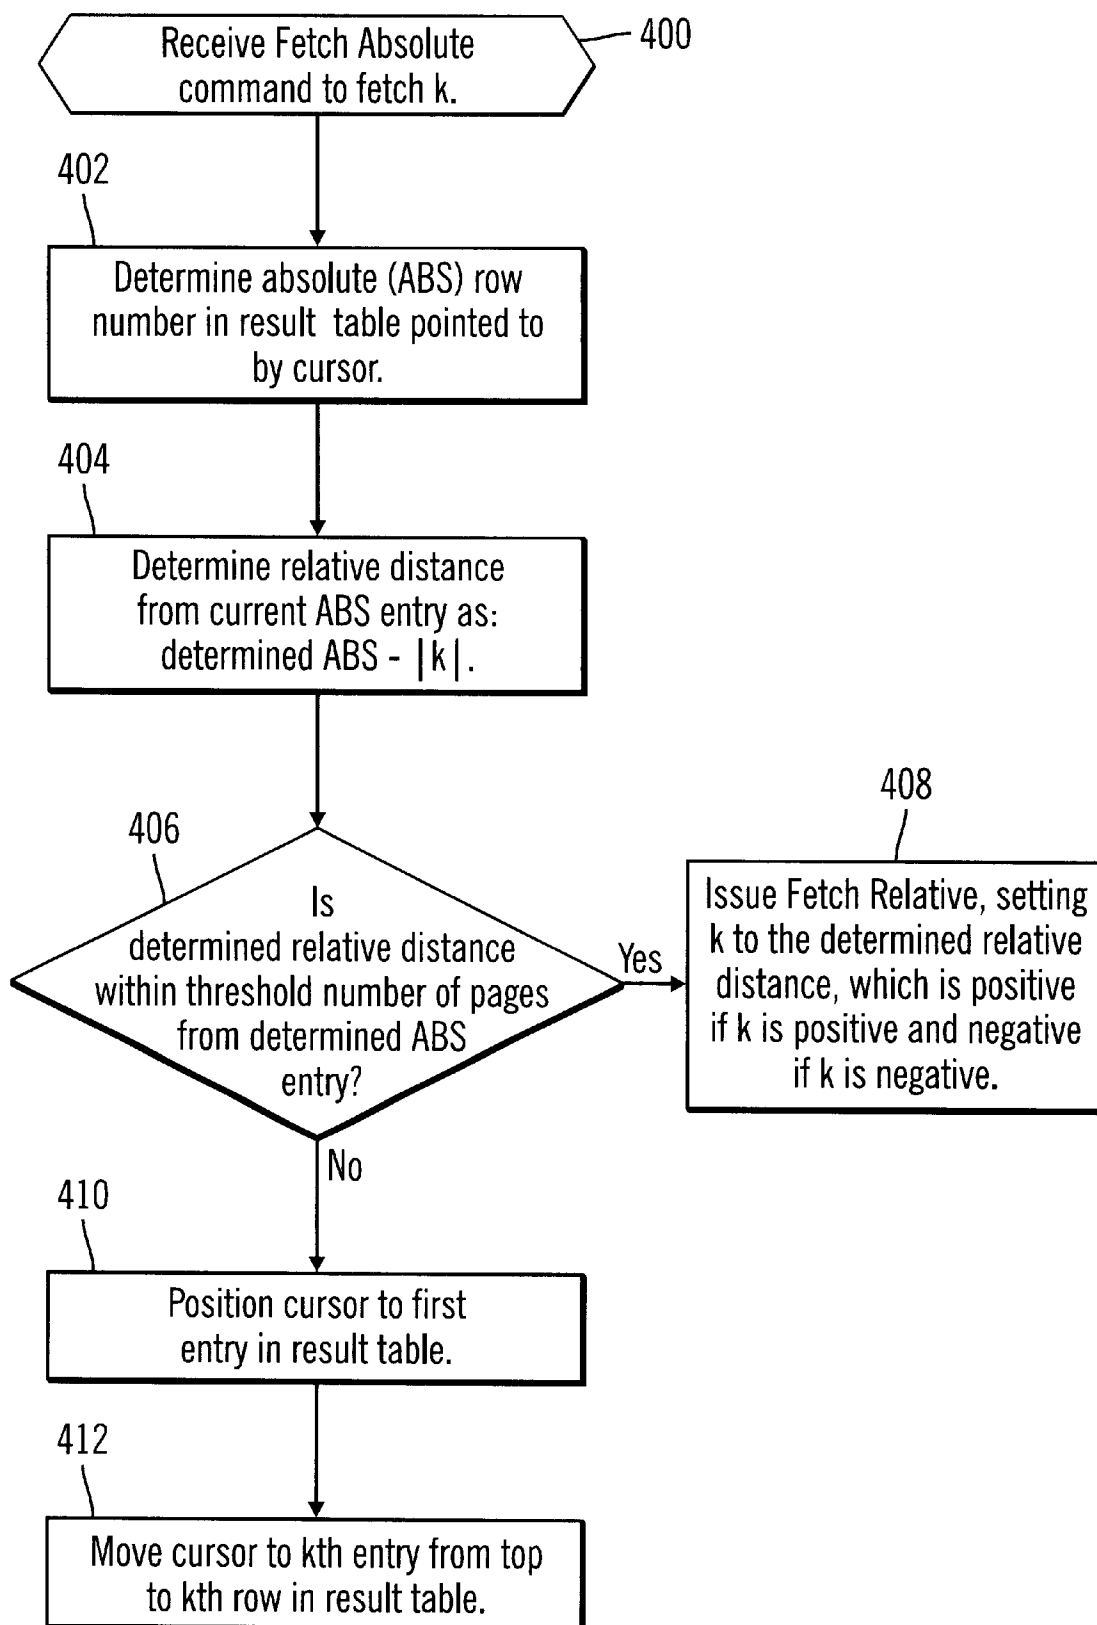 Receive Fetch Absolute
command to fetch k.
400
402
Determine absolute (ABS) row
number in result table pointed to
by cursor.
404
Determine relative distance
from current ABS entry as:
determined ABS - |k|.
406
Is
determined relative distance
within threshold number of pages
from determined ABS
entry?
Yes
408
Issue Fetch Relative, setting
k to the determined relative
distance, which is positive
if k is positive and negative
if k is negative.
No
410
Position cursor to first
entry in result table.
412
Move cursor to kth entry from top
to kth row in result table.